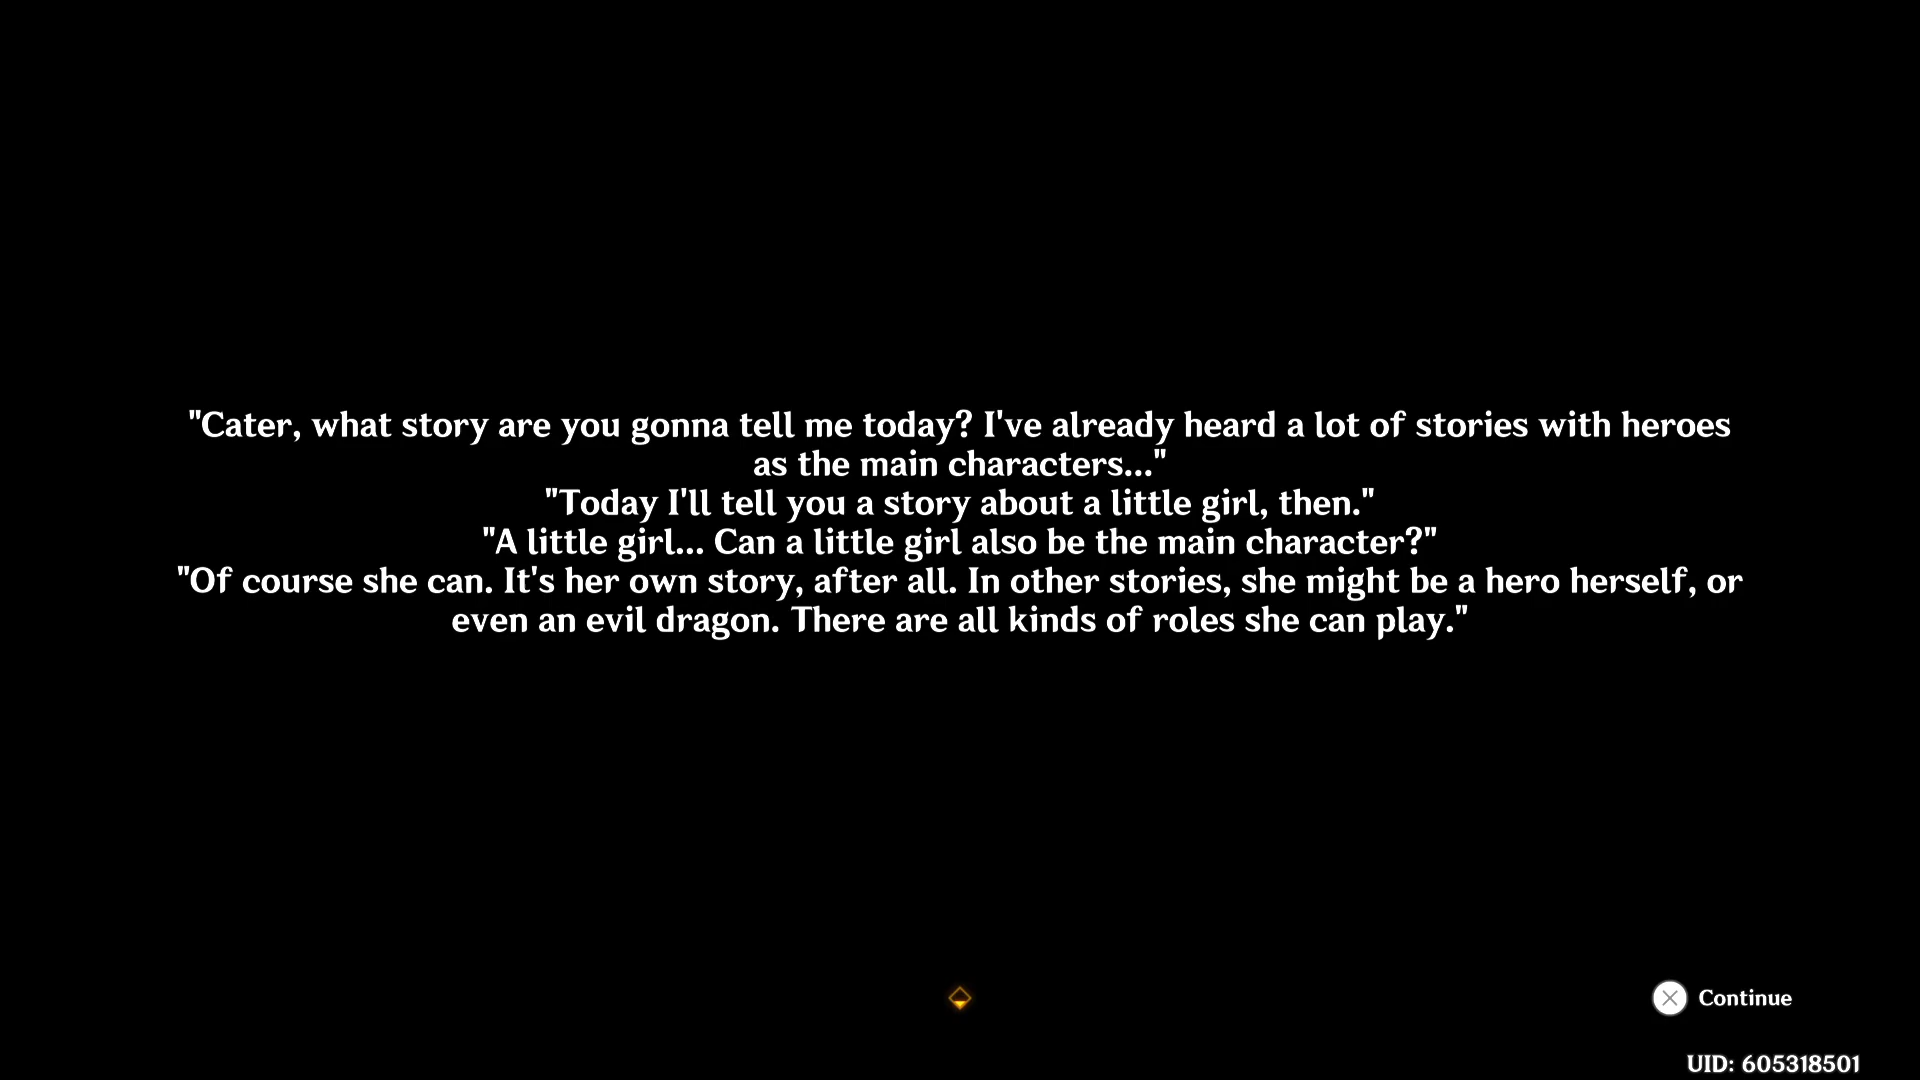 "Cater, what story are you gonna tell me today? I've already heard a lot of stories with heroes
as the main characters..."
"Today I'll tell you a story about a little girl, then."
"A little girl... Can a little girl also be the main character?"
"Of course she can. It's her own story, after all. In other stories, she might be a hero herself, or
even an evil dragon. There are all kinds of roles she can play."
Continue
UID: 605318501